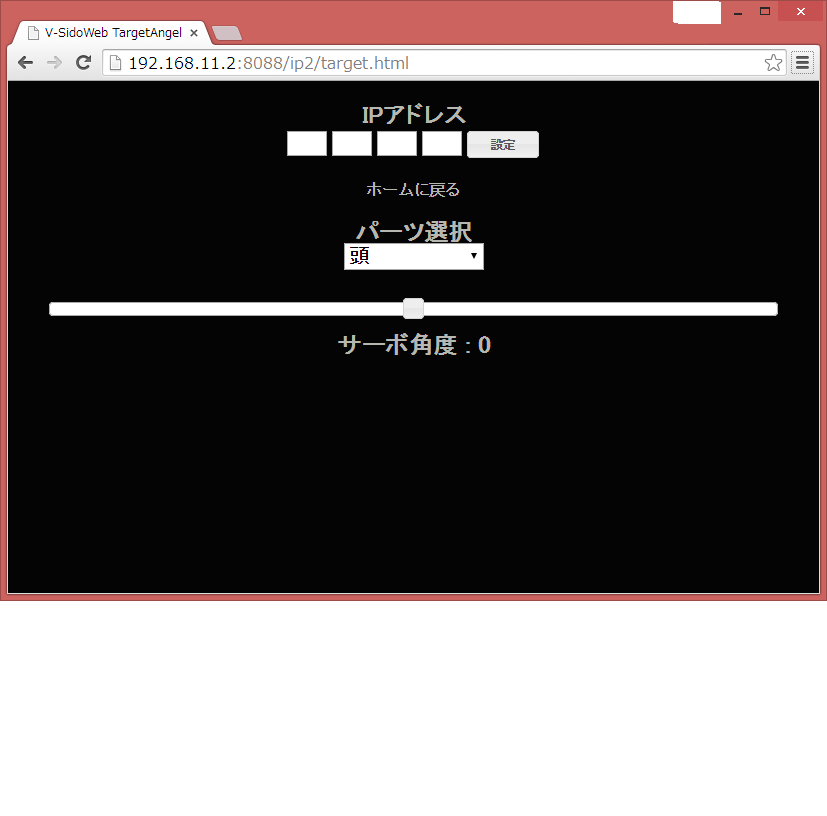 V-SidoWeb TargetAngel
192.168.11.2:8088/ip2/target.html
IPアドレス
設定
ホームに戻る
パーツ選択
頭
サーボ角度 : 0